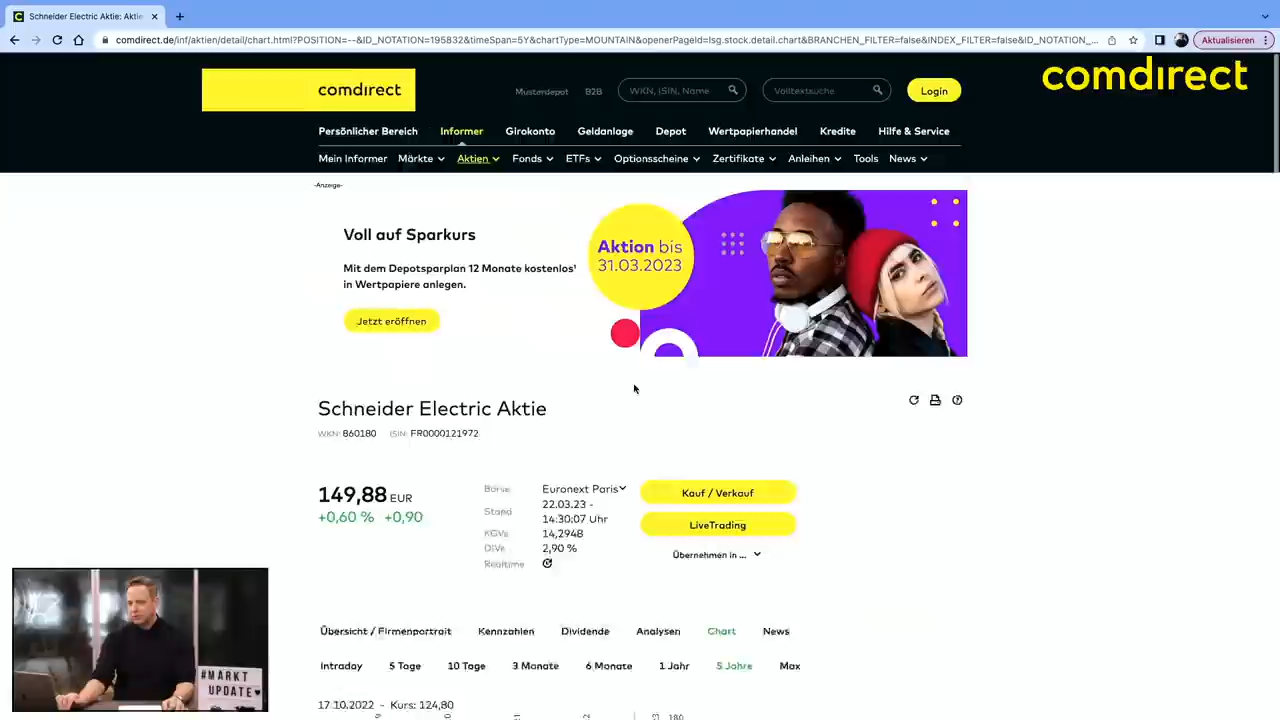 Schneider Electric Aktie: Aktie
comdirect.de/inf/aktien/detail/chart.html?POSITION=--&ID_NOTATION=195832&timeSpan=5Y&chartType=MOUNTAIN&openerPageId=lsg.stock.detail.chart&BRANCHEN_FILTER=false&INDEX_FILTER=false&ID_NOTATION_...
Aktualisieren
comdirect
comdirect
Musterdepot B2B WKN, ISIN, Name Volltextsuche Login
Persönlicher Bereich Informer Girokonto Geldanlage Depot Wertpapierhandel Kredite Hilfe & Service
Mein Informer Märkte Aktien Fonds ETFs Optionsscheine Zertifikate Anleihen Tools News
-Anzeige-
Voll auf Sparkurs
Mit dem Depotsparplan 12 Monate kostenlos¹
in Wertpapiere anlegen.
Jetzt eröffnen
Aktion bis
31.03.2023
Schneider Electric Aktie
WKN: 860180 ISIN: FR0000121972
149,88 EUR
+0,60 % +0,90
Börse Euronext Paris
Stand 22.03.23 -
14:30:07 Uhr
KGVe 14,2948
DIVe 2,90 %
Realtime
Kauf / Verkauf
LiveTrading
Übernehmen in ...
Übersicht / Firmenportrait Kennzahlen Dividende Analysen Chart News
Intraday 5 Tage 10 Tage 3 Monate 6 Monate 1 Jahr 5 Jahre Max
17.10.2022 - Kurs: 124,80
180
#MARKT
UPDATE